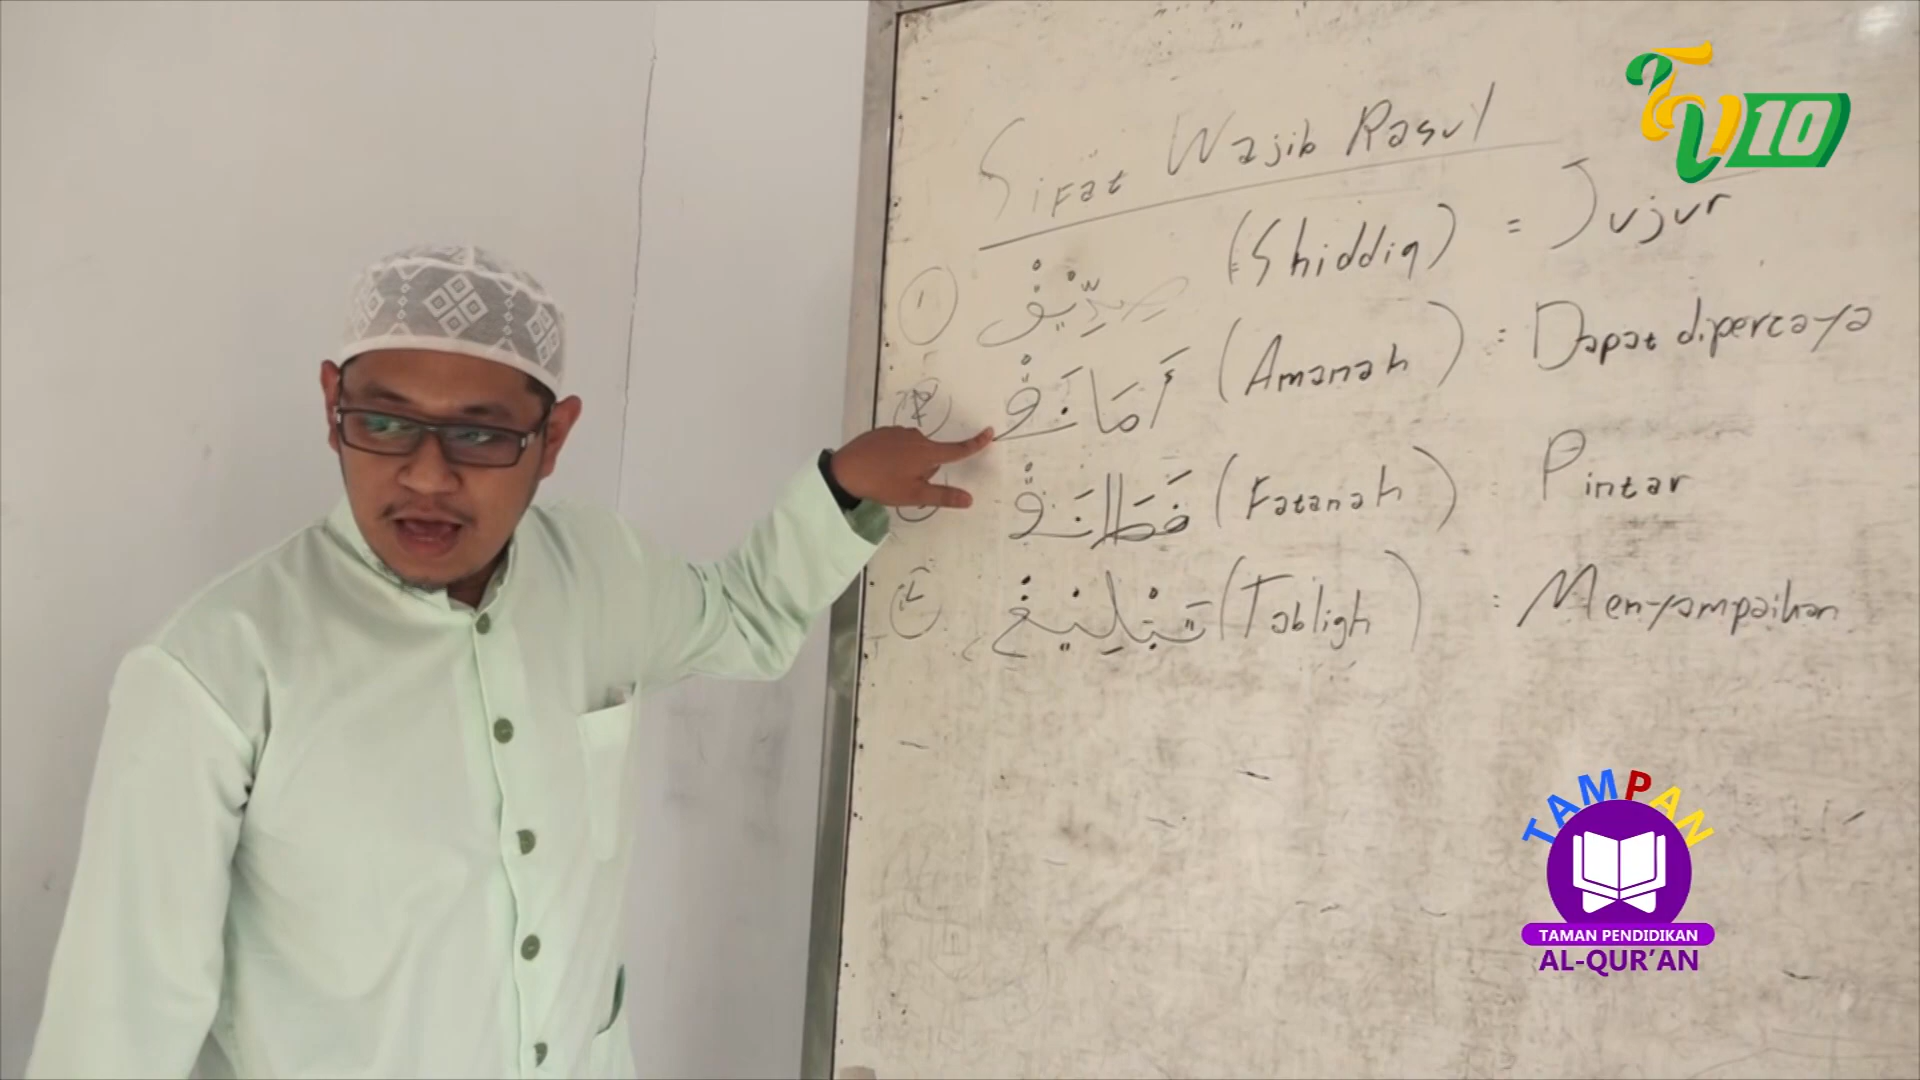 TV10
Sifat Wajib Rasul
① صِدِّيْقْ (Shiddiq) = Jujur
أَمَانَةْ (Amanah) : Dapat dipercaya
فَطَانَةْ (Fatanah) : Pintar
تَبْلِيْغْ (Tabligh) : Menyampaikan
TAMPAN
TAMAN PENDIDIKAN
AL-QUR'AN